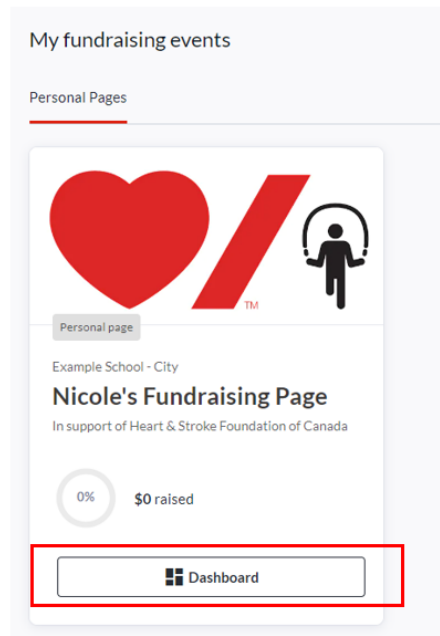 My fundraising events
Personal Pages
TM
Personal page
Example School - City
Nicole's Fundraising Page
In support of Heart & Stroke Foundation of Canada
0%
$0 raised
Dashboard